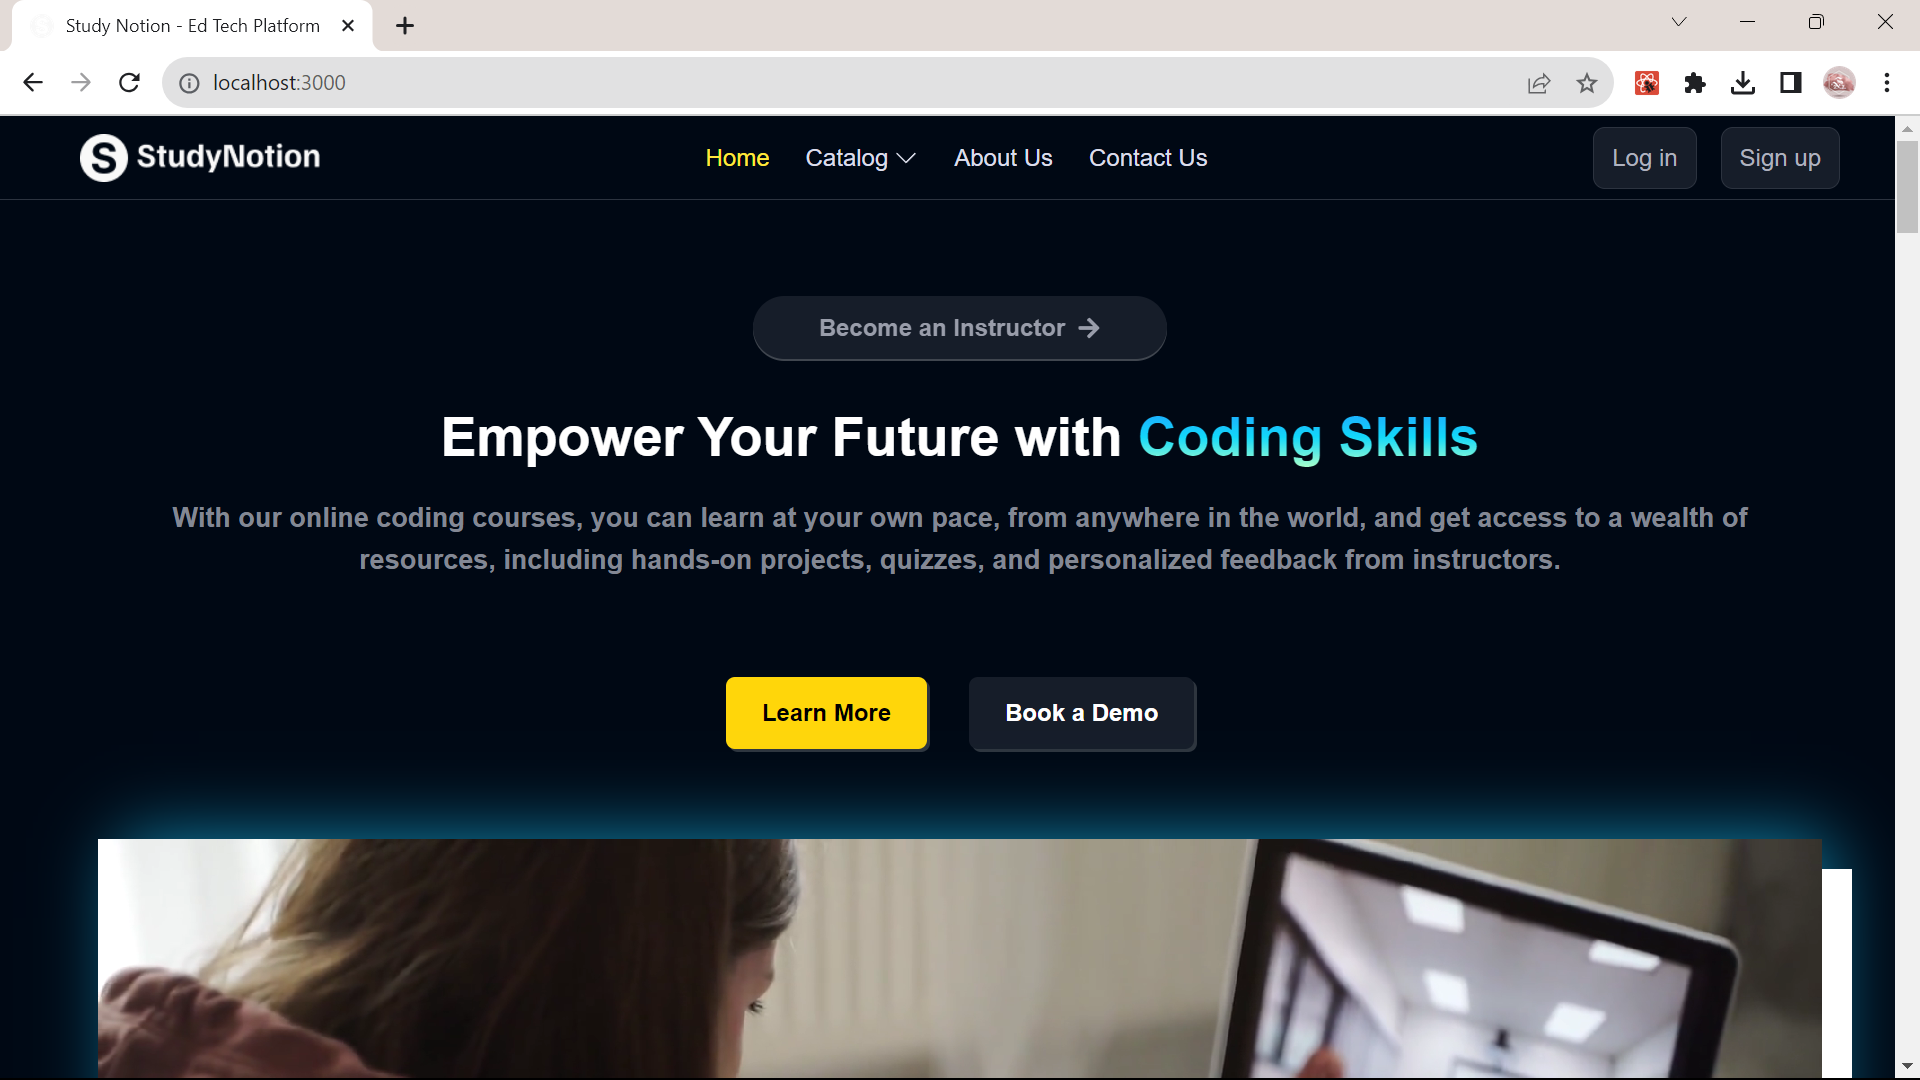 Study Notion - Ed Tech Platform
localhost:3000
StudyNotion
Home Catalog About Us Contact Us
Log in Sign up
Become an Instructor
Empower Your Future with Coding Skills
With our online coding courses, you can learn at your own pace, from anywhere in the world, and get access to a wealth of
resources, including hands-on projects, quizzes, and personalized feedback from instructors.
Learn More Book a Demo